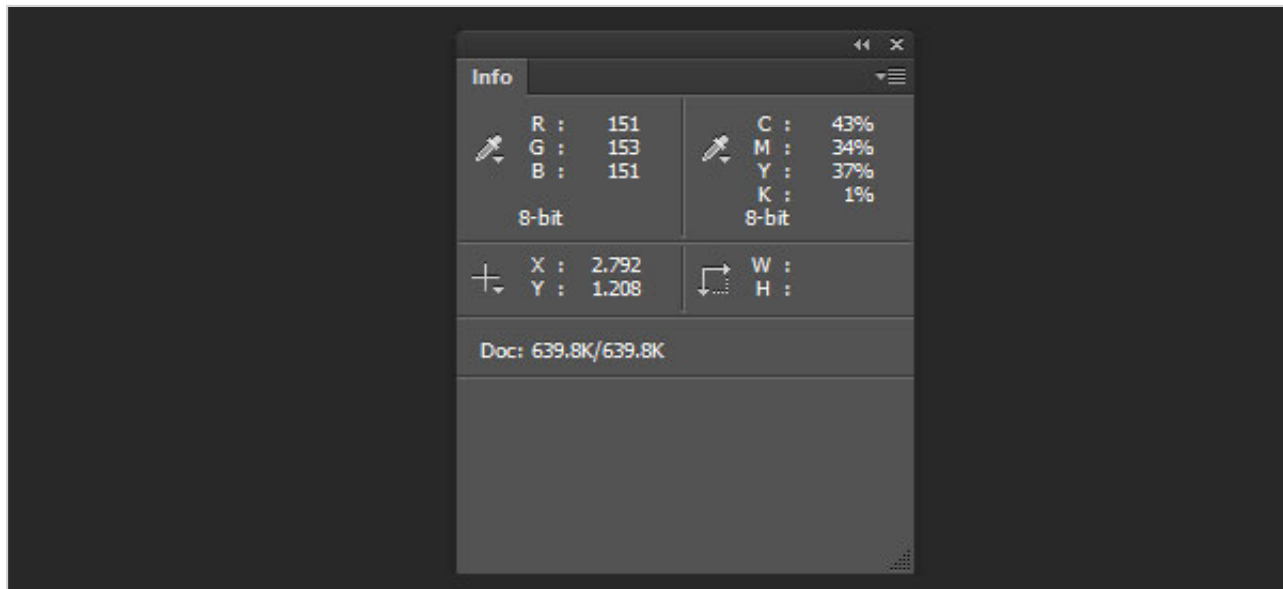 Info
R : 151
G : 153
B : 151
8-bit
C : 43%
M : 34%
Y : 37%
K : 1%
8-bit
X : 2.792
Y : 1.208
W :
H :
Doc: 639.8K/639.8K